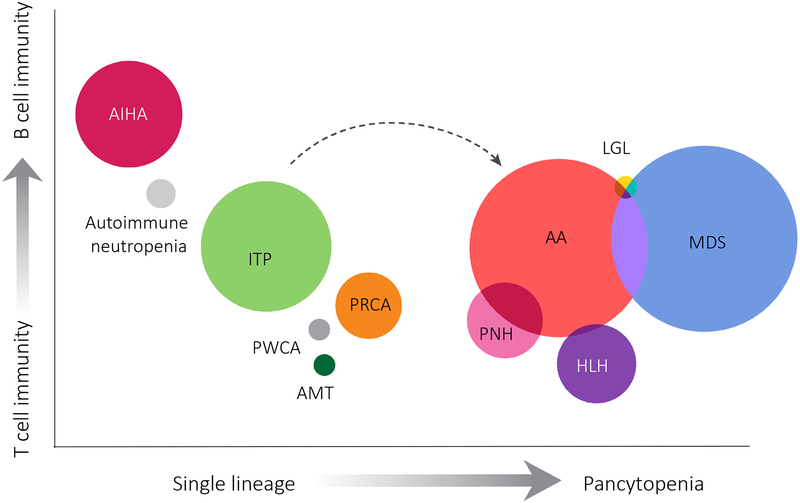 B cell immunity
T cell immunity
AIHA
Autoimmune
neutropenia
ITP
PRCA
PWCA
AMT
LGL
AA
MDS
PNH
HLH
Single lineage
Pancytopenia